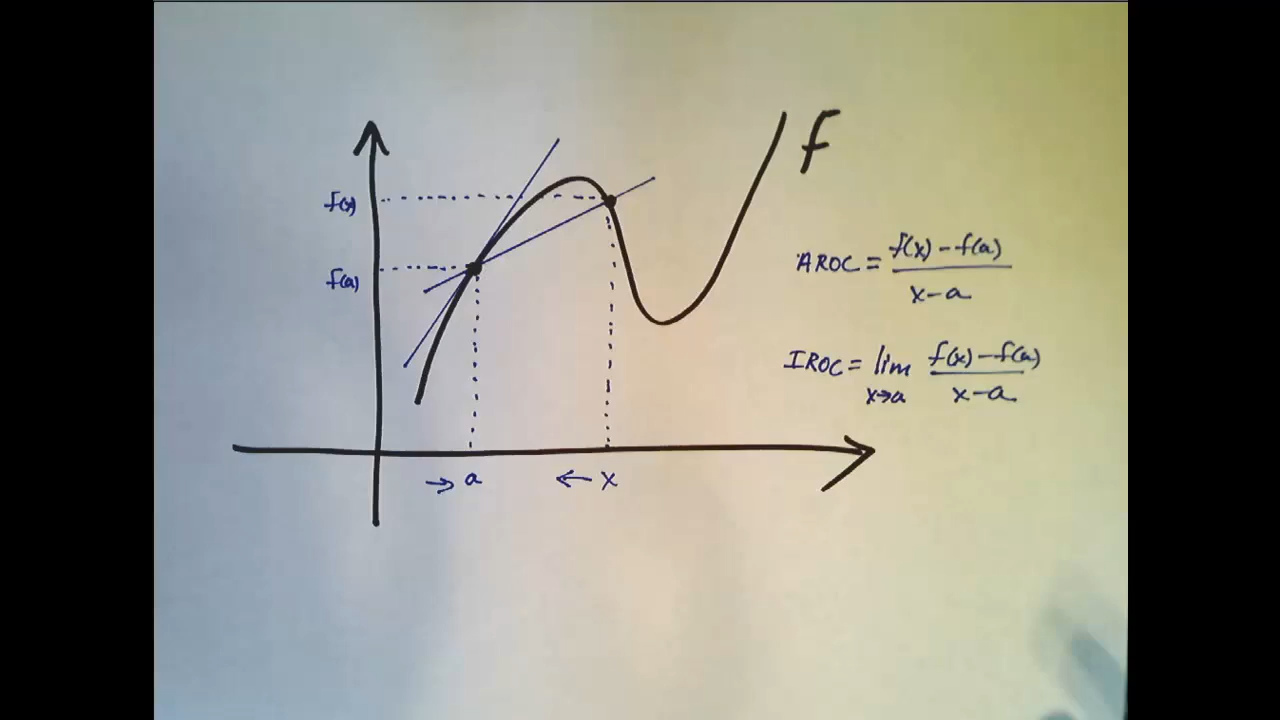 f
f(x)
f(a)
AROC = f(x) - f(a)
x - a
IROC = lim f(x) - f(a)
x→a x - a
→ a ← x